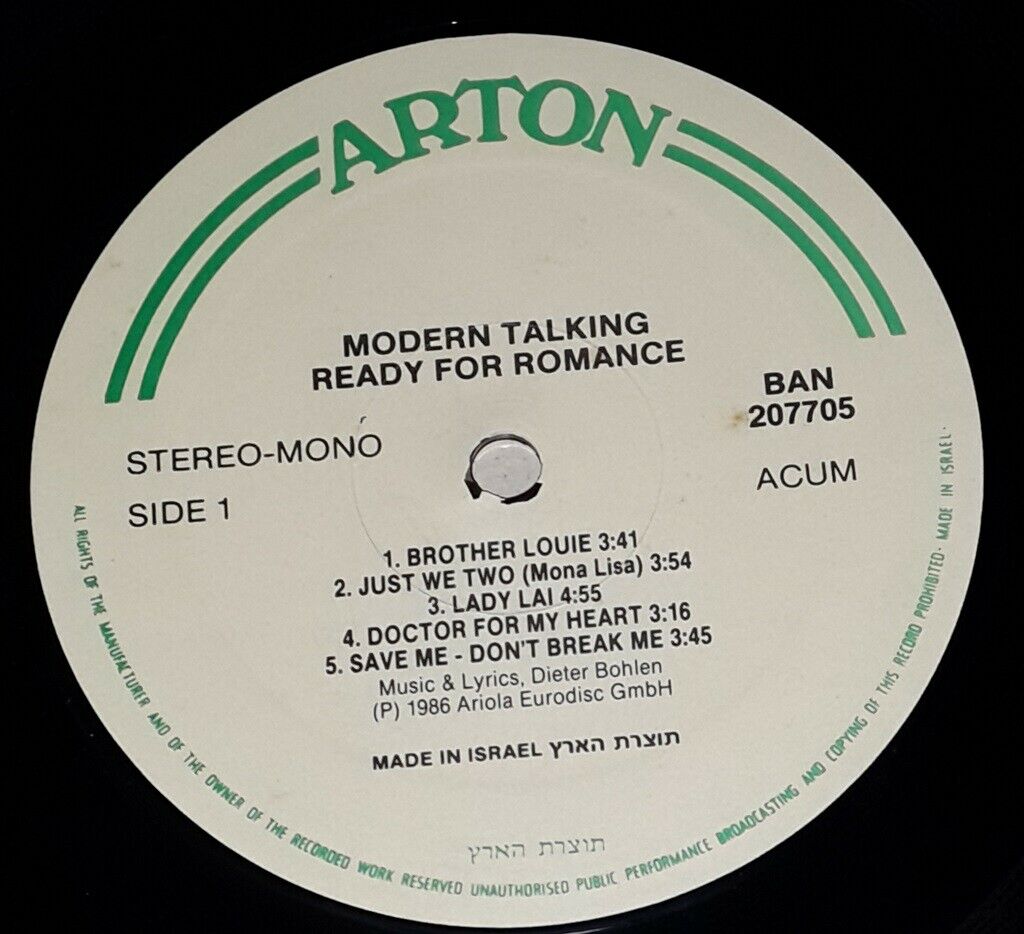 ARTON
MODERN TALKING
READY FOR ROMANCE
BAN
207705
STEREO-MONO
ACUM
SIDE 1
1. BROTHER LOUIE 3:41
2. JUST WE TWO (Mona Lisa) 3:54
3. LADY LAI 4:55
4. DOCTOR FOR MY HEART 3:16
5. SAVE ME - DON'T BREAK ME 3:45
Music & Lyrics, Dieter Bohlen
(P) 1986 Ariola Eurodisc GmbH
MADE IN ISRAEL תוצרת הארץ
תוצרת הארץ
ALL RIGHTS OF THE MANUFACTURER AND OF THE OWNER OF THE RECORDED WORK RESERVED UNAUTHORISED PUBLIC PERFORMANCE BROADCASTING AND COPYING OF THIS RECORD PROHIBITED· MADE IN ISRAEL·